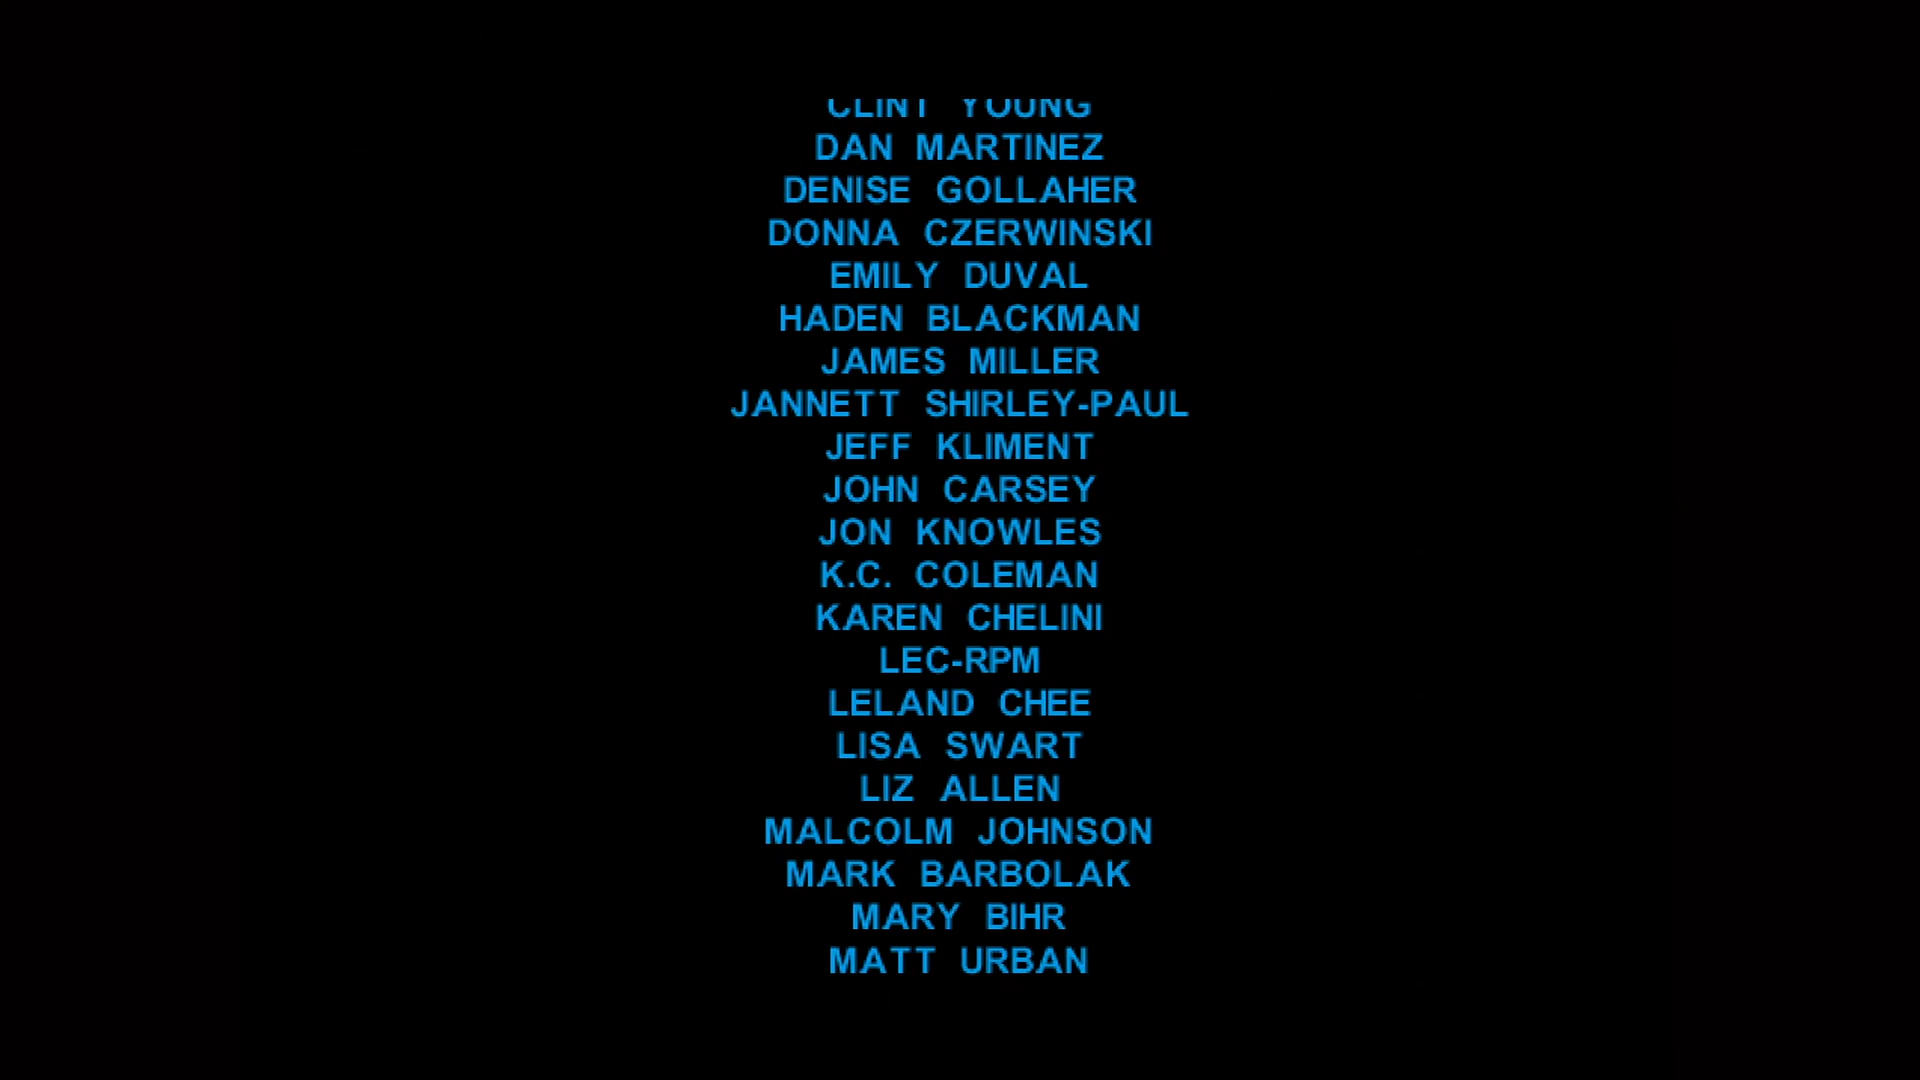 CLINT YOUNG
DAN MARTINEZ
DENISE GOLLAHER
DONNA CZERWINSKI
EMILY DUVAL
HADEN BLACKMAN
JAMES MILLER
JANNETT SHIRLEY-PAUL
JEFF KLIMENT
JOHN CARSEY
JON KNOWLES
K.C. COLEMAN
KAREN CHELINI
LEC-RPM
LELAND CHEE
LISA SWART
LIZ ALLEN
MALCOLM JOHNSON
MARK BARBOLAK
MARY BIHR
MATT URBAN